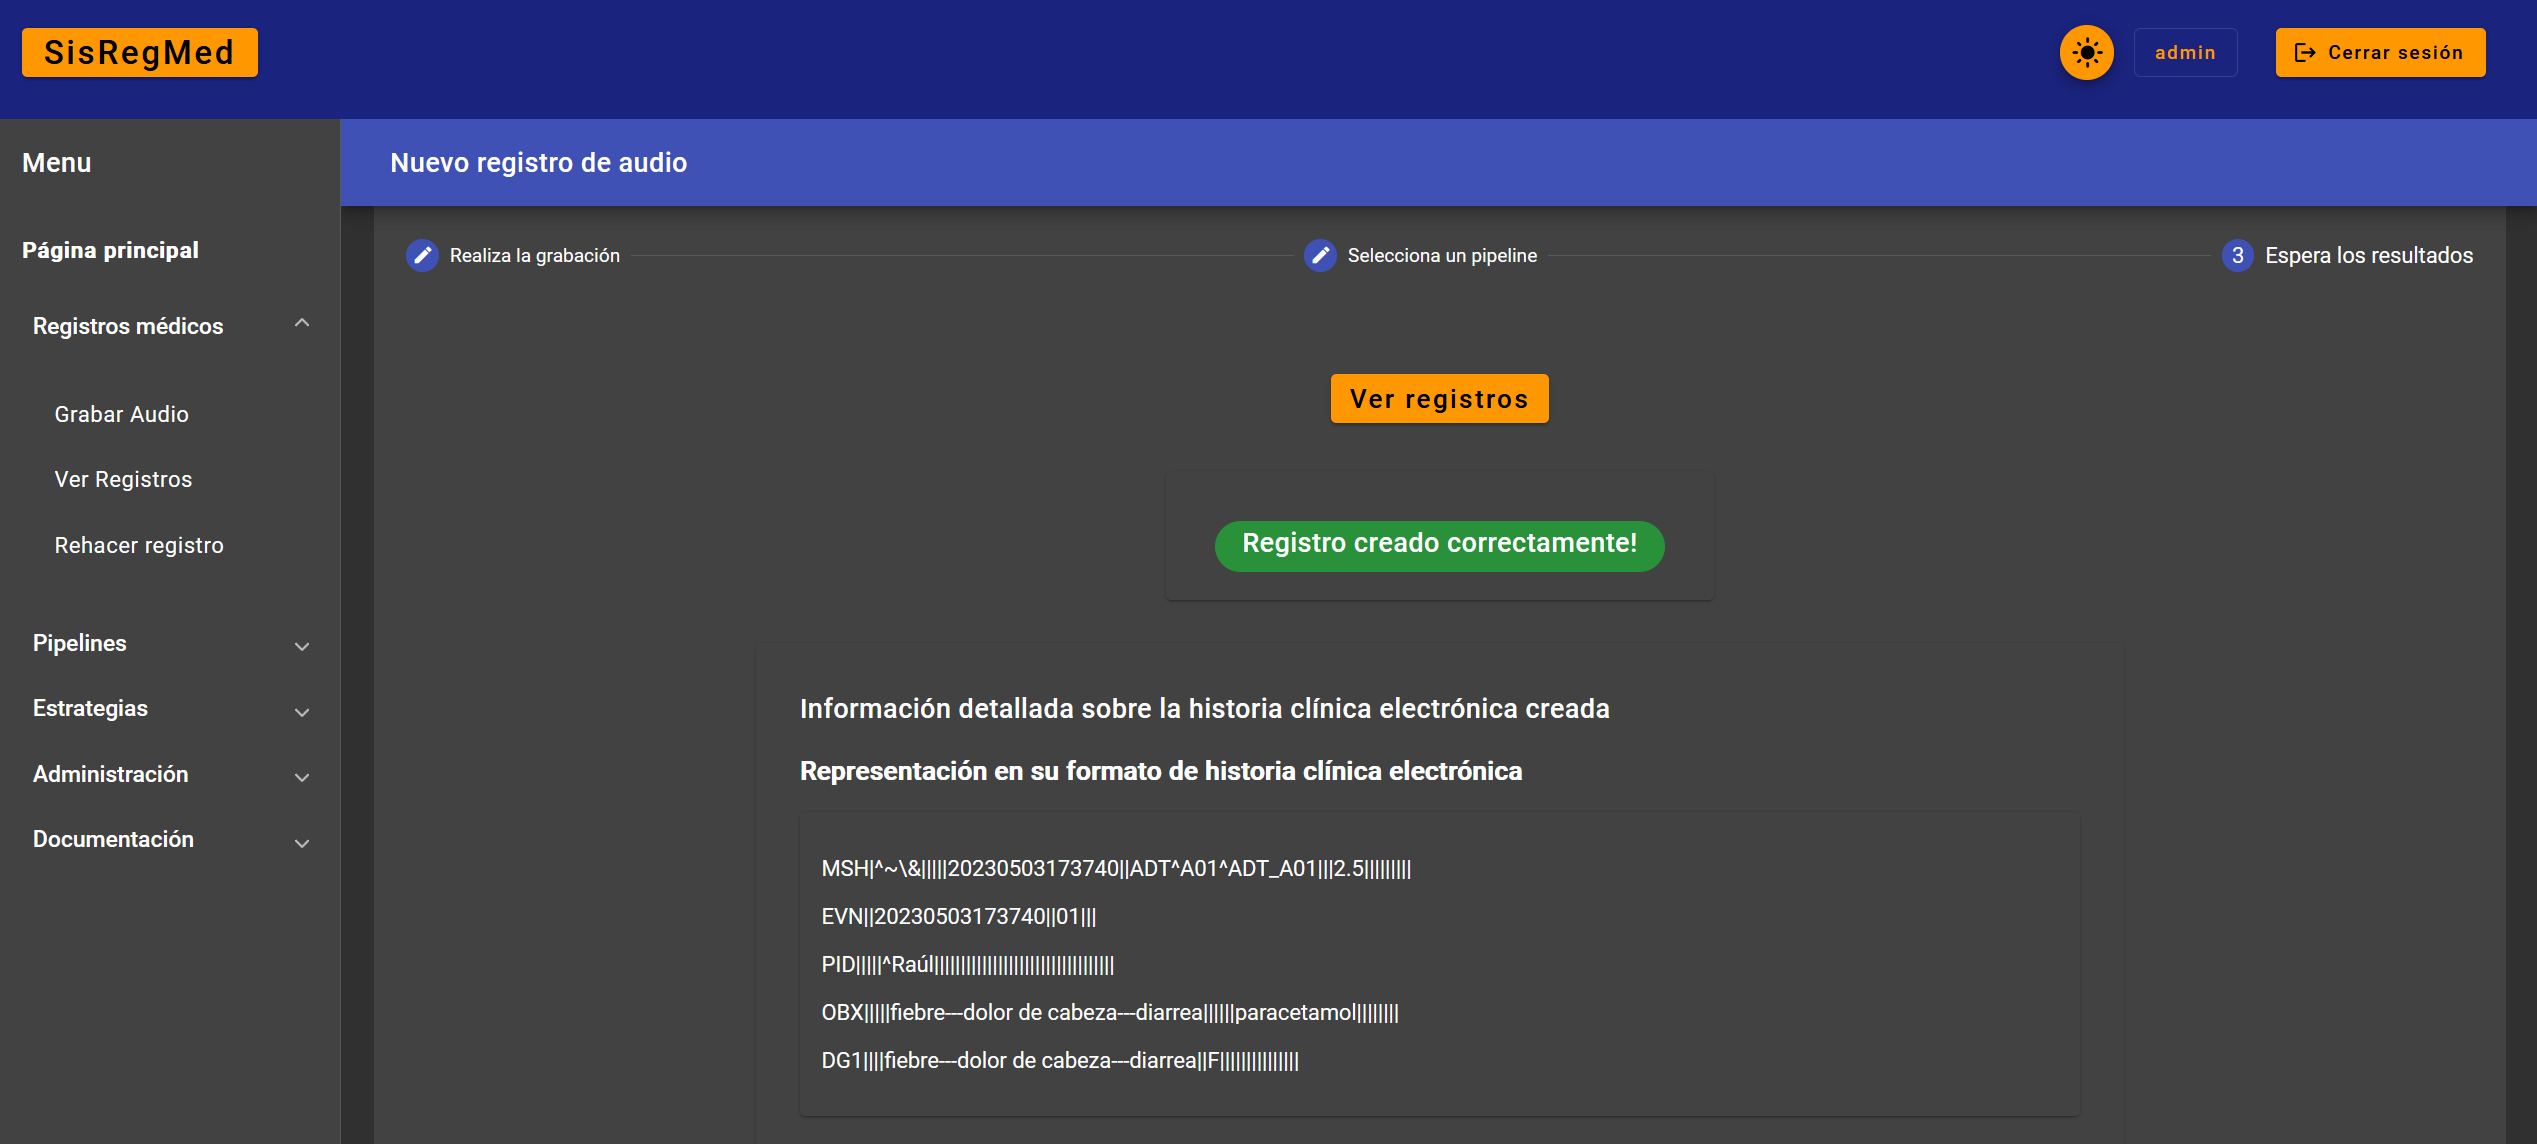 SisRegMed
admin
Cerrar sesión
Menu
Nuevo registro de audio
Página principal
Registros médicos
Grabar Audio
Ver Registros
Rehacer registro
Pipelines
Estrategias
Administración
Documentación
Realiza la grabación
Selecciona un pipeline
3 Espera los resultados
Ver registros
Registro creado correctamente!
Información detallada sobre la historia clínica electrónica creada
Representación en su formato de historia clínica electrónica
MSH|^~\&|||||20230503173740||ADT^A01^ADT_A01|||2.5|||||||||
EVN||20230503173740||01|||
PID|||||^Raúl||||||||||||||||||||||||||||||||||
OBX|||||fiebre---dolor de cabeza---diarrea||||||paracetamol||||||||
DG1||||fiebre---dolor de cabeza---diarrea||F|||||||||||||||